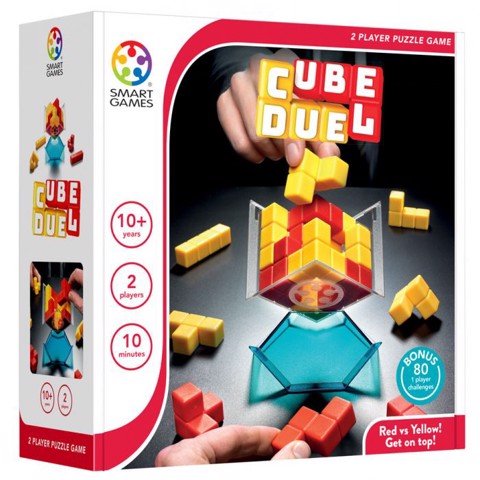 SMART
GAMES
CUBE
DUEL
10+
2
2 PLAYER PUZZLE GAME
2 PLAYER PUZZLE GAME
SMART
GAMES
CUBE
DUEL
10+
years
2
players
10
minutes
BONUS
80
1 player
challenges
Red vs Yellow!
Get on top!